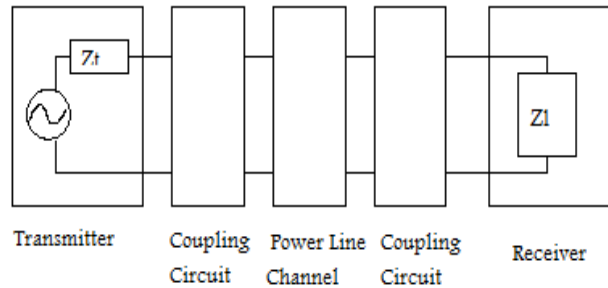 Zt
Zl
Transmitter
Coupling
Circuit
Power Line
Channel
Coupling
Circuit
Receiver